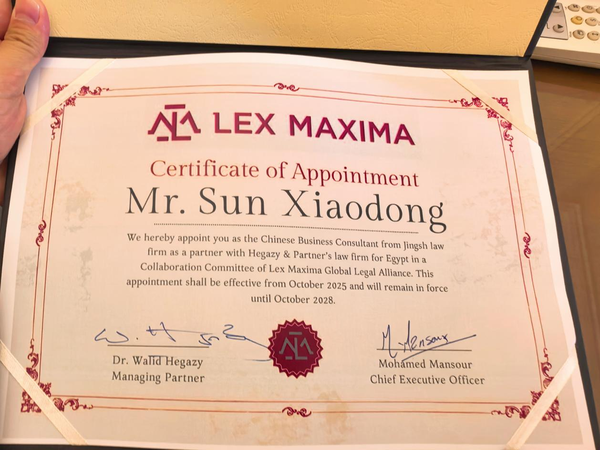 LEX MAXIMA
Certificate of Appointment
Mr. Sun Xiaodong
We hereby appoint you as the Chinese Business Consultant from Jingsh law
firm as a partner with Hegazy & Partner's law firm for Egypt in a
Collaboration Committee of Lex Maxima Global Legal Alliance. This
appointment shall be effective from October 2025 and will remain in force
until October 2028.
Dr. Walid Hegazy
Managing Partner
Mohamed Mansour
Chief Executive Officer